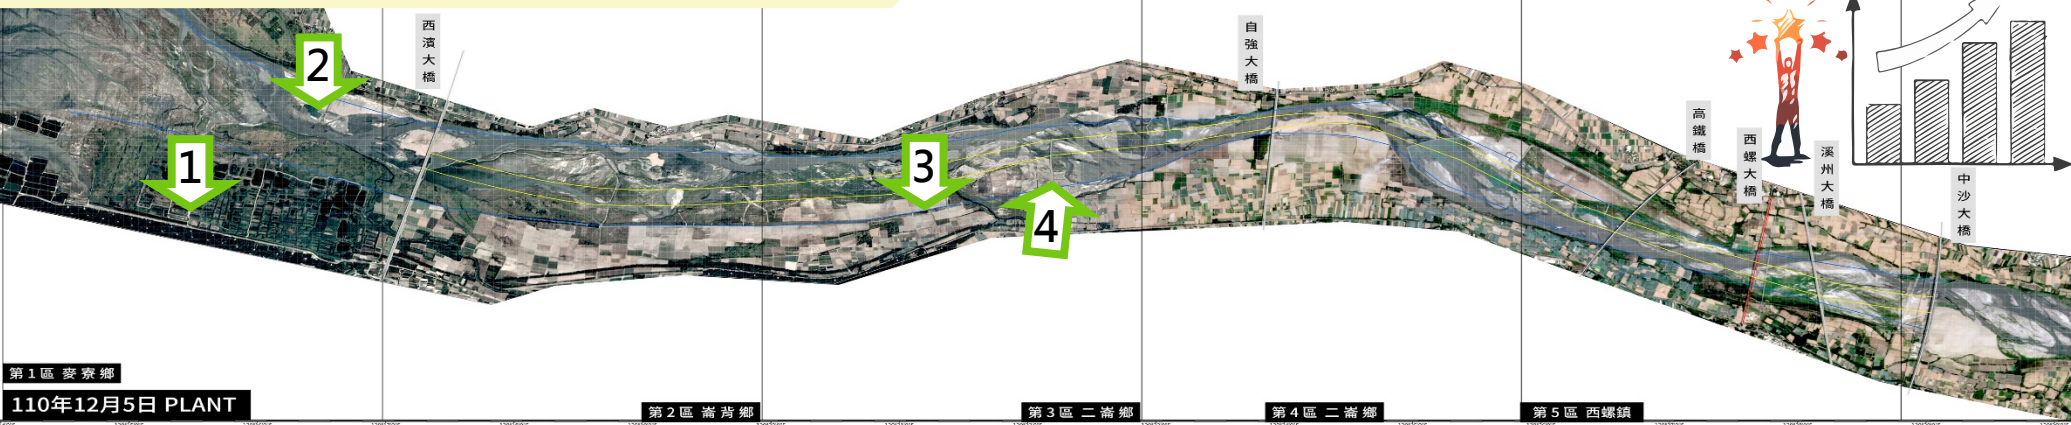 西濱大橋
自強大橋
高鐵橋
西螺大橋
溪州大橋
中沙大橋
2
1
3
4
第1區 麥寮鄉
110年12月5日 PLANT
第2區 崙背鄉
第3區 二崙鄉
第4區 二崙鄉
第5區 西螺鎮